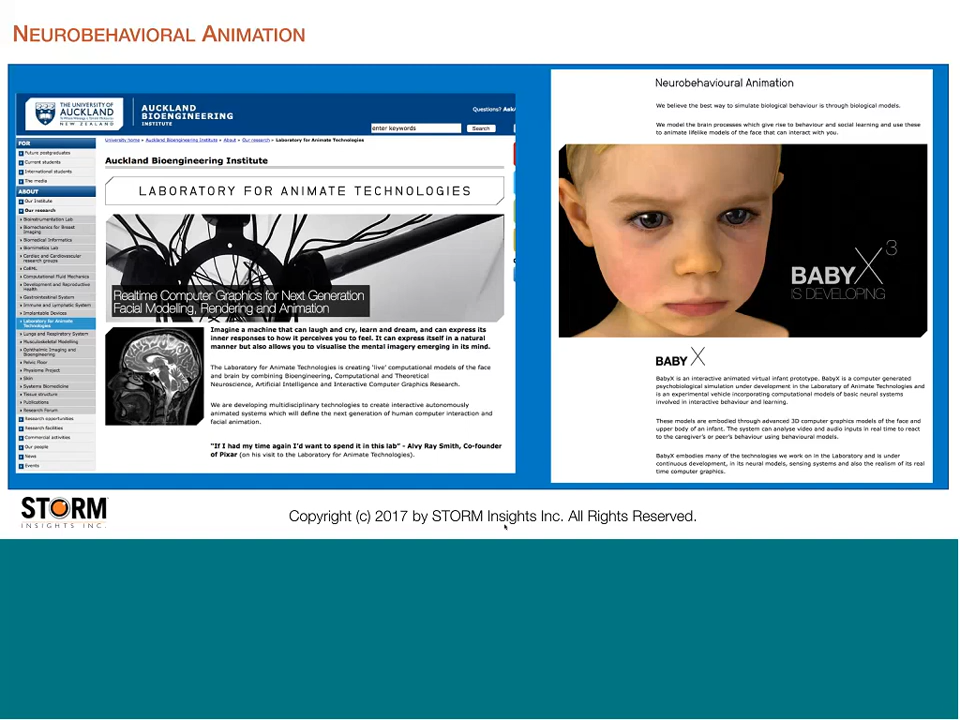 NEUROBEHAVIORAL ANIMATION
THE UNIVERSITY OF
AUCKLAND
NEW ZEALAND
AUCKLAND
BIOENGINEERING
INSTITUTE
Questions?
enter keywords
Search
University home » Auckland Bioengineering Institute » About » Our research » Laboratory for Animate Technologies
FOR
Future postgraduates
Current students
International students
The media
ABOUT
Our Institute
Our research
Bioinstrumentation Lab
Biomechanics for Breast
Imaging
Biomedical Informatics
Biomimetics Lab
Cardiac and Cardiovascular
research groups
CellML
Computational Fluid Mechanics
Development and Reproductive
Health
Gastrointestinal System
Immune and Lymphatic System
Implantable Devices
Laboratory for Animate
Technologies
Lungs and Respiratory System
Musculoskeletal Modelling
Ophthalmic Imaging and
Bioengineering
Pelvic Floor
Physiome Project
Skin
Systems Biomedicine
Tissue structure
Publications
Research Forum
Research opportunities
Research facilities
Commercial activities
Our people
News
Events
Auckland Bioengineering Institute
LABORATORY FOR ANIMATE TECHNOLOGIES
Realtime Computer Graphics for Next Generation
Facial Modelling, Rendering and Animation
Imagine a machine that can laugh and cry, learn and dream, and can express its
inner responses to how it perceives you to feel. It can express itself in a natural
manner but also allows you to visualise the mental imagery emerging in its mind.
The Laboratory for Animate Technologies is creating 'live' computational models of the face
and brain by combining Bioengineering, Computational and Theoretical
Neuroscience, Artificial Intelligence and Interactive Computer Graphics Research.
We are developing multidisciplinary technologies to create interactive autonomously
animated systems which will define the next generation of human computer interaction and
facial animation.
"If I had my time again I'd want to spend it in this lab" - Alvy Ray Smith, Co-founder
of Pixar (on his visit to the Laboratory for Animate Technologies).
Neurobehavioural Animation
We believe the best way to simulate biological behaviour is through biological models.
We model the brain processes which give rise to behaviour and social learning and use these
to animate lifelike models of the face that can interact with you.
BABYX3
IS DEVELOPING
BABY X
BabyX is an interactive animated virtual infant prototype. BabyX is a computer generated
psychobiological simulation under development in the Laboratory of Animate Technologies and
is an experimental vehicle incorporating computational models of basic neural systems
involved in interactive behaviour and learning.
These models are embodied through advanced 3D computer graphics models of the face and
upper body of an infant. The system can analyse video and audio inputs in real time to react
to the caregiver's or peer's behaviour using behavioural models.
BabyX embodies many of the technologies we work on in the Laboratory and is under
continuous development, in its neural models, sensing systems and also the realism of its real
time computer graphics.
STORM
INSIGHTS INC.
Copyright (c) 2017 by STORM Insights Inc. All Rights Reserved.